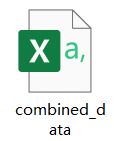 X a,
combined_d
ata